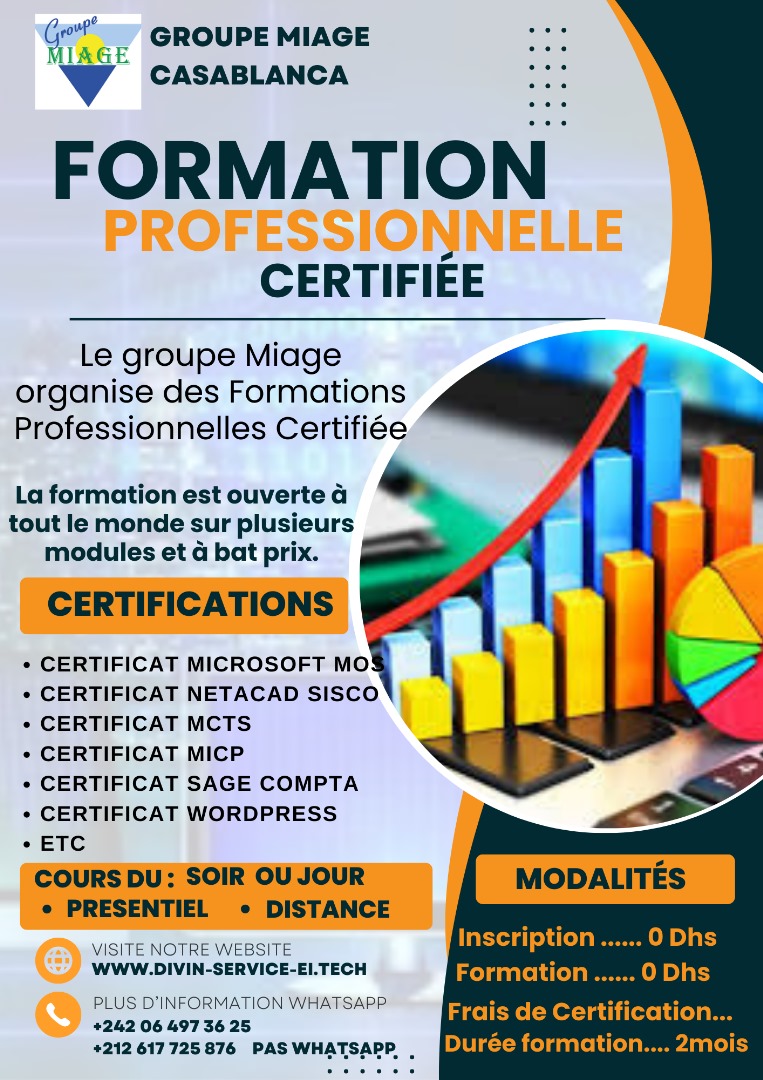 Groupe
MIAGE
GROUPE MIAGE
CASABLANCA
FORMATION
PROFESSIONNELLE
CERTIFIÉE
Le groupe Miage
organise des Formations
Professionnelles Certifiée
La formation est ouverte à
tout le monde sur plusieurs
modules et à bat prix.
CERTIFICATIONS
• CERTIFICAT MICROSOFT MOS
• CERTIFICAT NETACAD SISCO
• CERTIFICAT MCTS
• CERTIFICAT MICP
• CERTIFICAT SAGE COMPTA
• CERTIFICAT WORDPRESS
• ETC
COURS DU : SOIR OU JOUR
• PRESENTIEL • DISTANCE
VISITE NOTRE WEBSITE
WWW.DIVIN-SERVICE-EI.TECH
PLUS D'INFORMATION WHATSAPP
+242 06 497 36 25
+212 617 725 876 PAS WHATSAPP
MODALITÉS
Inscription ...... 0 Dhs
Formation ...... 0 Dhs
Frais de Certification...
Durée formation.... 2mois